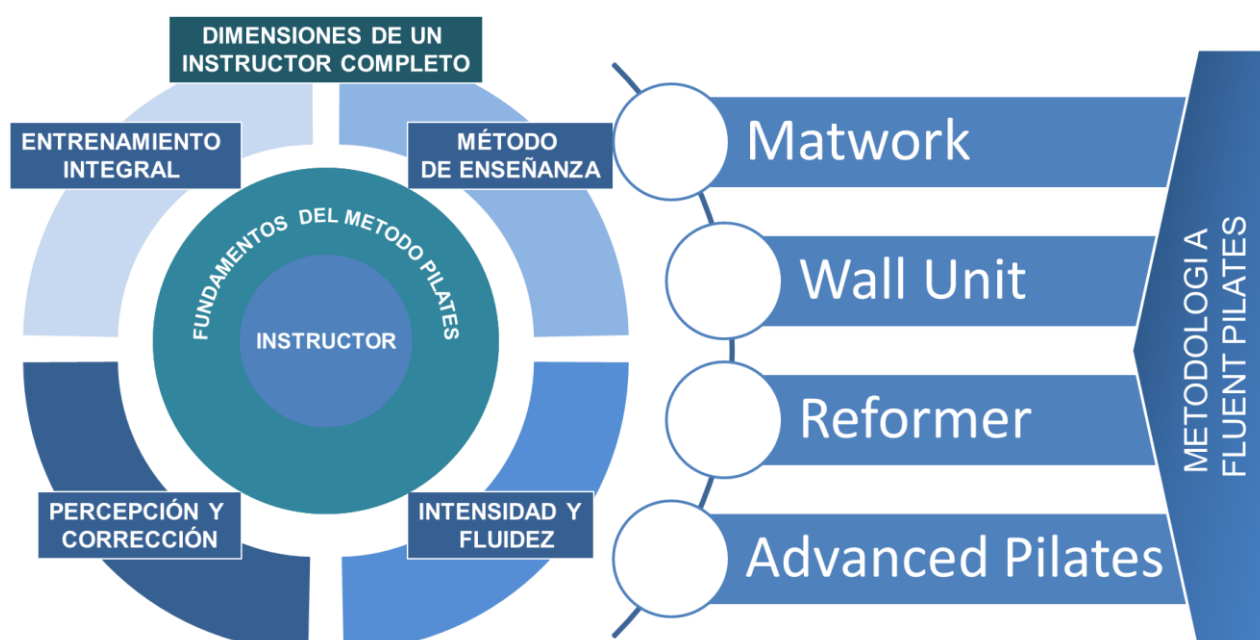 DIMENSIONES DE UN
INSTRUCTOR COMPLETO
ENTRENAMIENTO
INTEGRAL
MÉTODO
DE ENSEÑANZA
FUNDAMENTOS DEL METODO PILATES
INSTRUCTOR
PERCEPCIÓN Y
CORRECCIÓN
INTENSIDAD Y
FLUIDEZ
Matwork
Wall Unit
Reformer
Advanced Pilates
METODOLOGI A
FLUENT PILATES